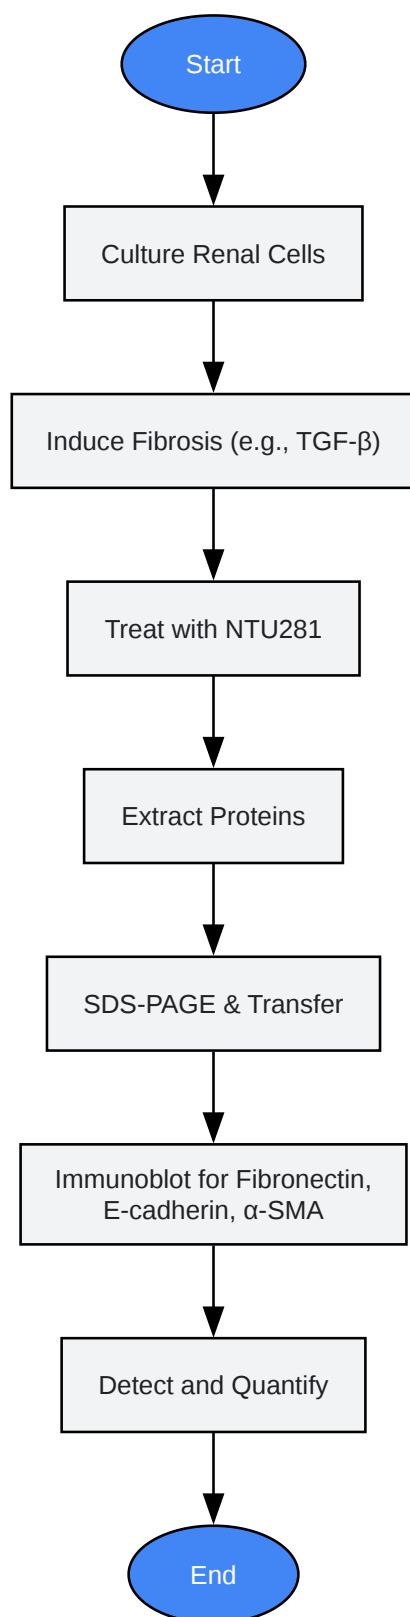 Start
Culture Renal Cells
Induce Fibrosis (e.g., TGF-β)
Treat with NTU281
Extract Proteins
SDS-PAGE & Transfer
Immunoblot for Fibronectin,
E-cadherin, α-SMA
Detect and Quantify
End